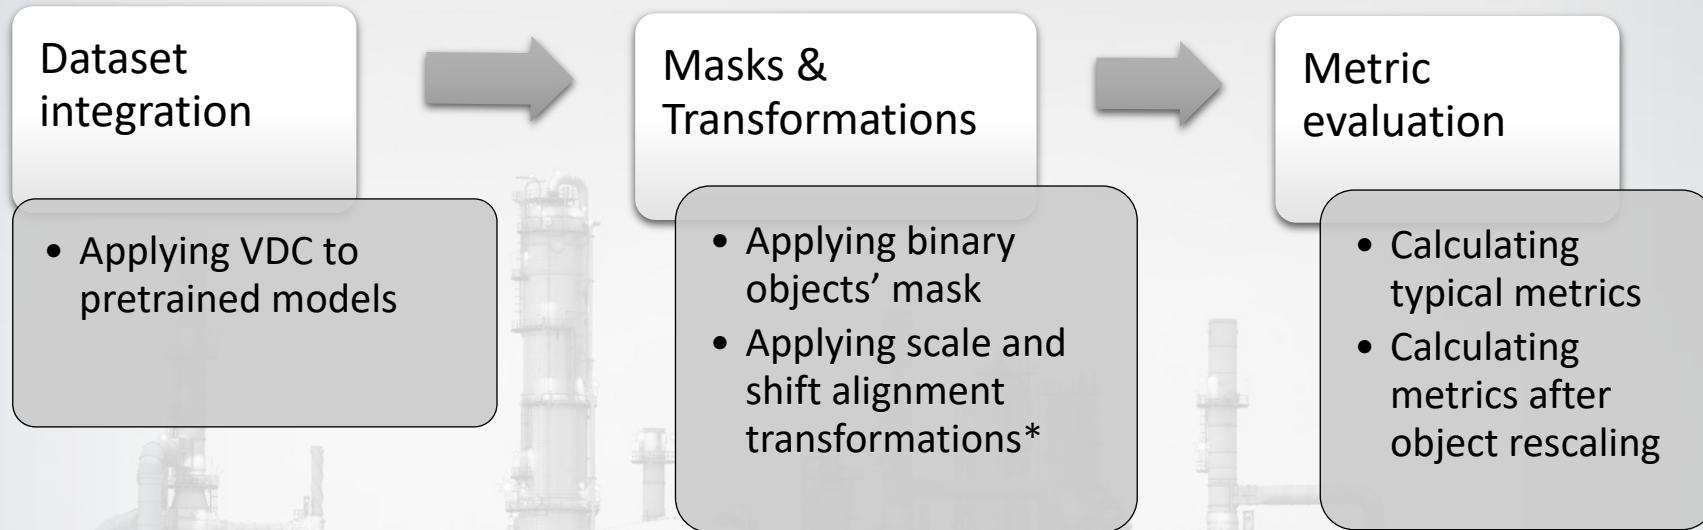 Dataset
integration
• Applying VDC to
pretrained models
Masks &
Transformations
• Applying binary
objects’ mask
• Applying scale and
shift alignment
transformations*
Metric
evaluation
• Calculating
typical metrics
• Calculating
metrics after
object rescaling